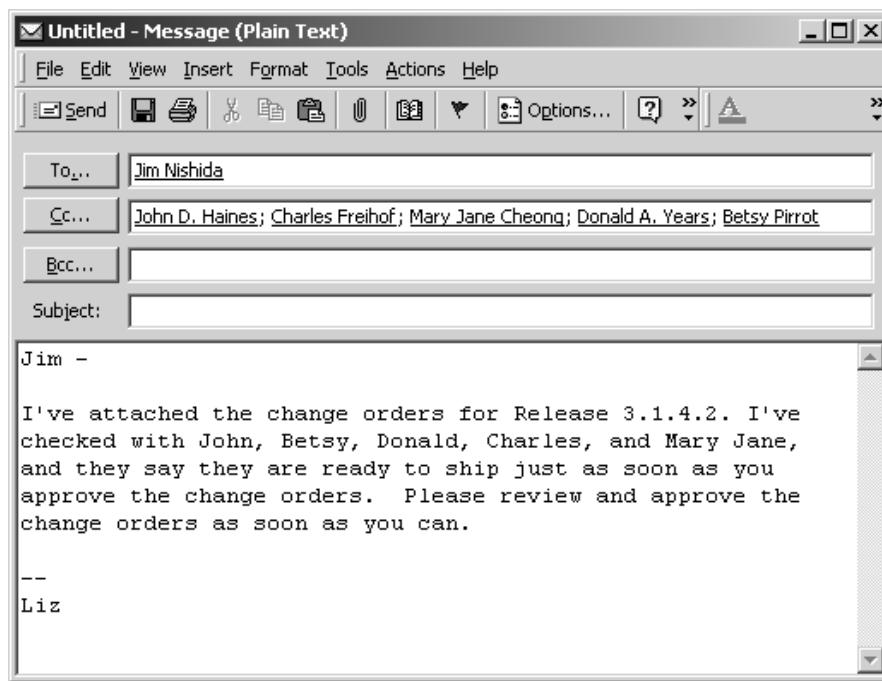 Untitled - Message (Plain Text)
File Edit View Insert Format Tools Actions Help
Send Options...
To... Jim Nishida
Cc... John D. Haines; Charles Freihof; Mary Jane Cheong; Donald A. Years; Betsy Pirrot
Bcc...
Subject:
Jim -
I've attached the change orders for Release 3.1.4.2. I've
checked with John, Betsy, Donald, Charles, and Mary Jane,
and they say they are ready to ship just as soon as you
approve the change orders.  Please review and approve the
change orders as soon as you can.
--
Liz